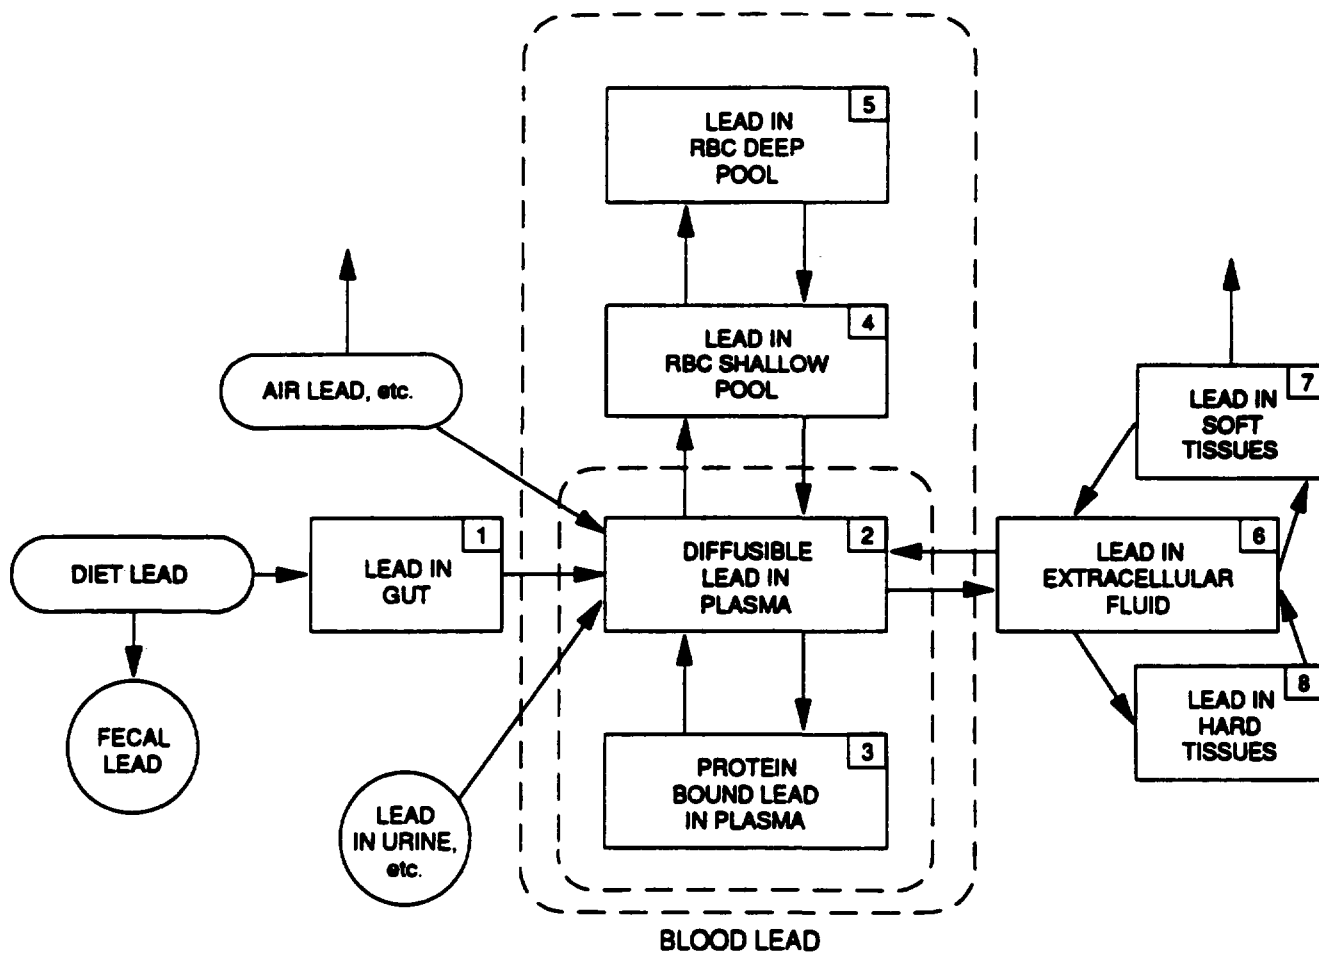 5
LEAD IN
RBC DEEP
POOL
4
LEAD IN
RBC SHALLOW
POOL
AIR LEAD, etc.
7
LEAD IN
SOFT
TISSUES
DIET LEAD
1
LEAD IN
GUT
2
DIFFUSIBLE
LEAD IN
PLASMA
6
LEAD IN
EXTRACELLULAR
FLUID
8
LEAD IN
HARD
TISSUES
FECAL
LEAD
3
PROTEIN
BOUND LEAD
IN PLASMA
LEAD
IN URINE,
etc.
BLOOD LEAD